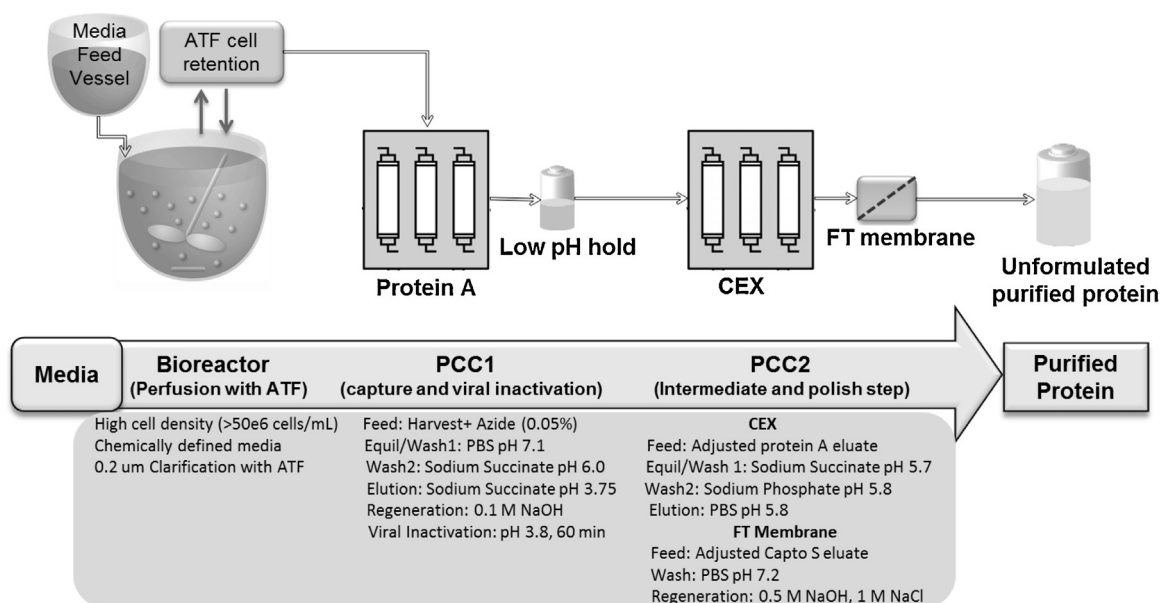 Media
Feed
Vessel
ATF cell
retention
Protein A
Low pH hold
CEX
FT membrane
Unformulated
purified protein
Media
Bioreactor
(Perfusion with ATF)
High cell density (>50e6 cells/mL)
Chemically defined media
0.2 um Clarification with ATF
PCC1
(capture and viral inactivation)
Feed: Harvest+ Azide (0.05%)
Equil/Wash1: PBS pH 7.1
Wash2: Sodium Succinate pH 6.0
Elution: Sodium Succinate pH 3.75
Regeneration: 0.1 M NaOH
Viral Inactivation: pH 3.8, 60 min
PCC2
(Intermediate and polish step)
CEX
Feed: Adjusted protein A eluate
Equil/Wash 1: Sodium Succinate pH 5.7
Wash2: Sodium Phosphate pH 5.8
Elution: PBS pH 5.8
FT Membrane
Feed: Adjusted Capto S eluate
Wash: PBS pH 7.2
Regeneration: 0.5 M NaOH, 1 M NaCl
Purified
Protein